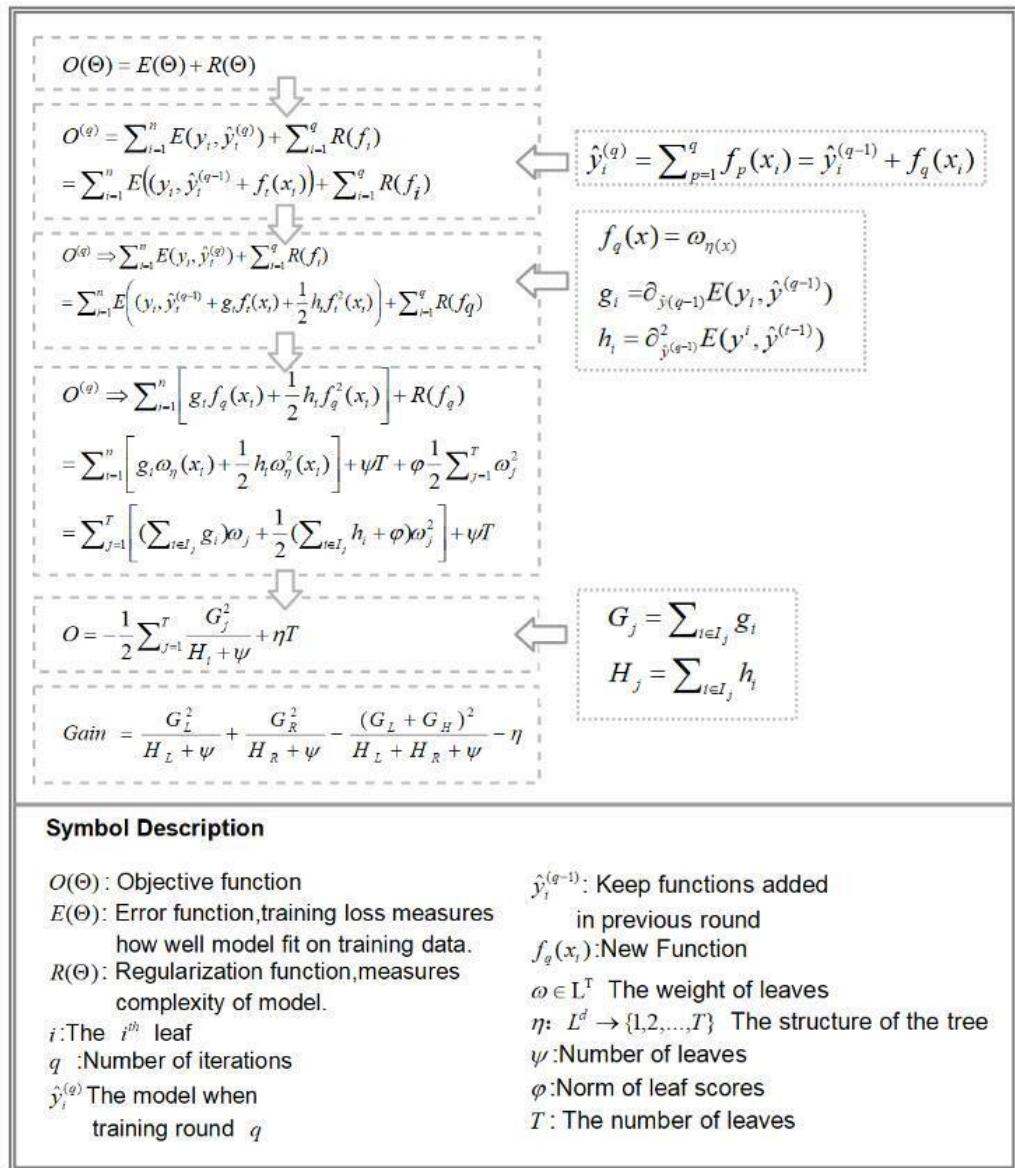 O(Θ) = E(Θ) + R(Θ)
O^{(q)} = ∑_{i=1}^{n} E(y_i, ŷ_i^{(q)}) + ∑_{i=1}^{q} R(f_i)
= ∑_{i=1}^{n} E((y_i, ŷ_i^{(q-1)} + f_t(x_i)) + ∑_{i=1}^{q} R(f_i)
ŷ_i^{(q)} = ∑_{p=1}^{q} f_p(x_i) = ŷ_i^{(q-1)} + f_q(x_i)
O^{(q)} ⇒ ∑_{i=1}^{n} E(y_i, ŷ_i^{(q)}) + ∑_{i=1}^{q} R(f_i)
= ∑_{i=1}^{n} E((y_i, ŷ_i^{(q-1)} + g_i f_t(x_i) + 1/2 h_i f_t^2(x_i)) + ∑_{i=1}^{q} R(f_q)
f_q(x) = ω_{η(x)}
g_i = ∂_{ŷ(q-1)} E(y_i, ŷ^{(q-1)})
h_i = ∂^2_{ŷ^{(q-1)}} E(y^i, ŷ^{(t-1)})
O^{(q)} ⇒ ∑_{i=1}^{n} [g_i f_q(x_i) + 1/2 h_i f_q^2(x_i)] + R(f_q)
= ∑_{i=1}^{n} [g_i ω_η(x_i) + 1/2 h_i ω_η^2(x_i)] + ψT + φ 1/2 ∑_{j=1}^{T} ω_j^2
= ∑_{j=1}^{T} [(∑_{i∈I_j} g_i)ω_j + 1/2 (∑_{i∈I_j} h_i + φ)ω_j^2] + ψT
O = -1/2 ∑_{j=1}^{T} G_j^2 / (H_i + ψ) + ηT
G_j = ∑_{i∈I_j} g_i
H_j = ∑_{i∈I_j} h_i
Gain = G_L^2 / (H_L + ψ) + G_R^2 / (H_R + ψ) - (G_L + G_H)^2 / (H_L + H_R + ψ) - η
Symbol Description
O(Θ): Objective function
E(Θ): Error function,training loss measures
how well model fit on training data.
R(Θ): Regularization function,measures
complexity of model.
i:The i^{th} leaf
q :Number of iterations
ŷ_i^{(q)} The model when
training round q
ŷ_i^{(q-1)}: Keep functions added
in previous round
f_q(x_i):New Function
ω ∈ L^T The weight of leaves
η: L^d → {1,2,...,T} The structure of the tree
ψ:Number of leaves
φ:Norm of leaf scores
T: The number of leaves